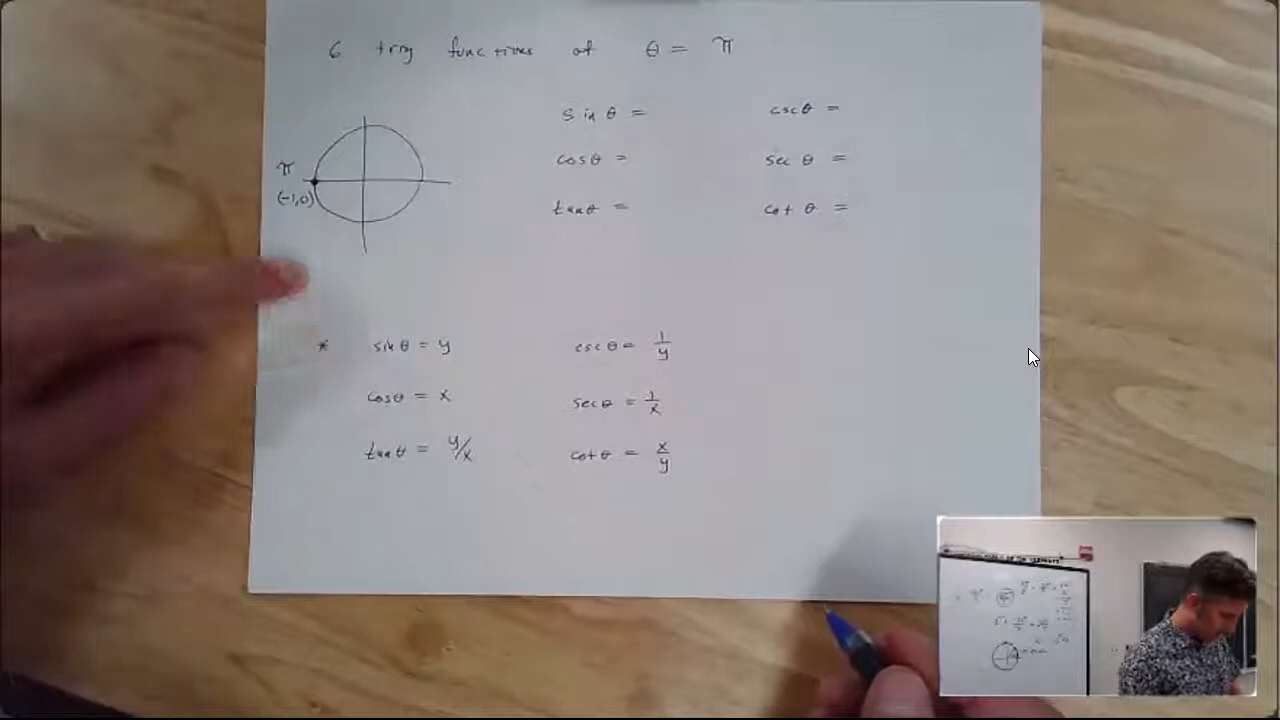 6 trig functions at θ = π
sin θ =
csc θ =
cos θ =
sec θ =
tan θ =
cot θ =
π
(-1,0)
* sin θ = y
csc θ = 1/y
cos θ = x
sec θ = 1/x
tan θ = y/x
cot θ = x/y